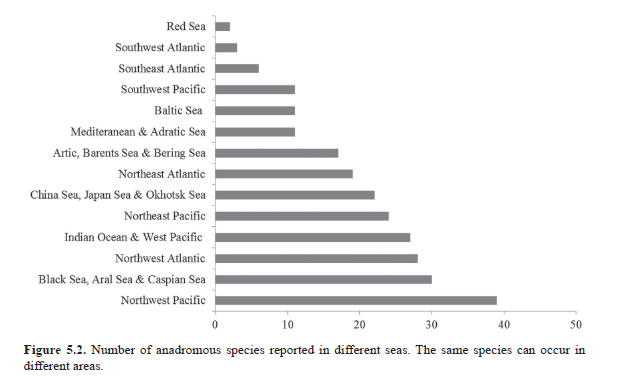 Red Sea
Southwest Atlantic
Southeast Atlantic
Southwest Pacific
Baltic Sea
Mediteranean & Adratic Sea
Artic, Barents Sea & Bering Sea
Northeast Atlantic
China Sea, Japan Sea & Okhotsk Sea
Northeast Pacific
Indian Ocean & West Pacific
Northwest Atlantic
Black Sea, Aral Sea & Caspian Sea
Northwest Pacific
0 10 20 30 40 50
Figure 5.2. Number of anadromous species reported in different seas. The same species can occur in
different areas.